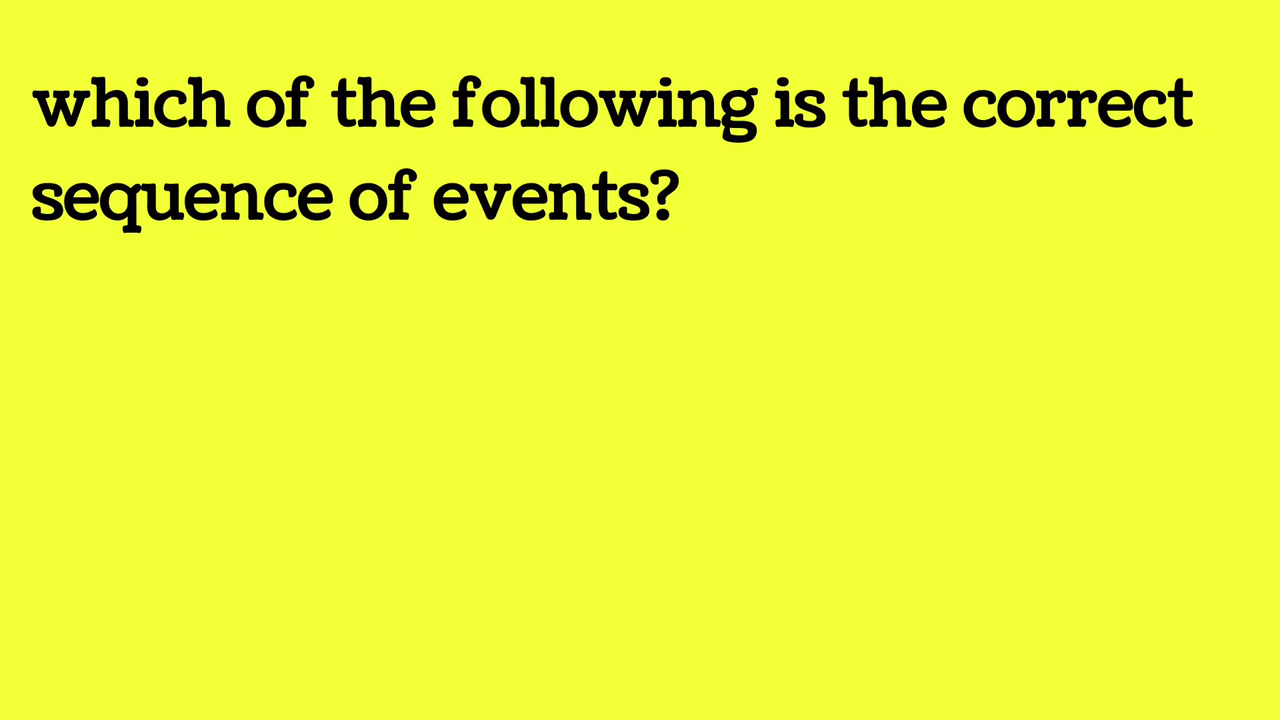 which of the following is the correct
sequence of events?